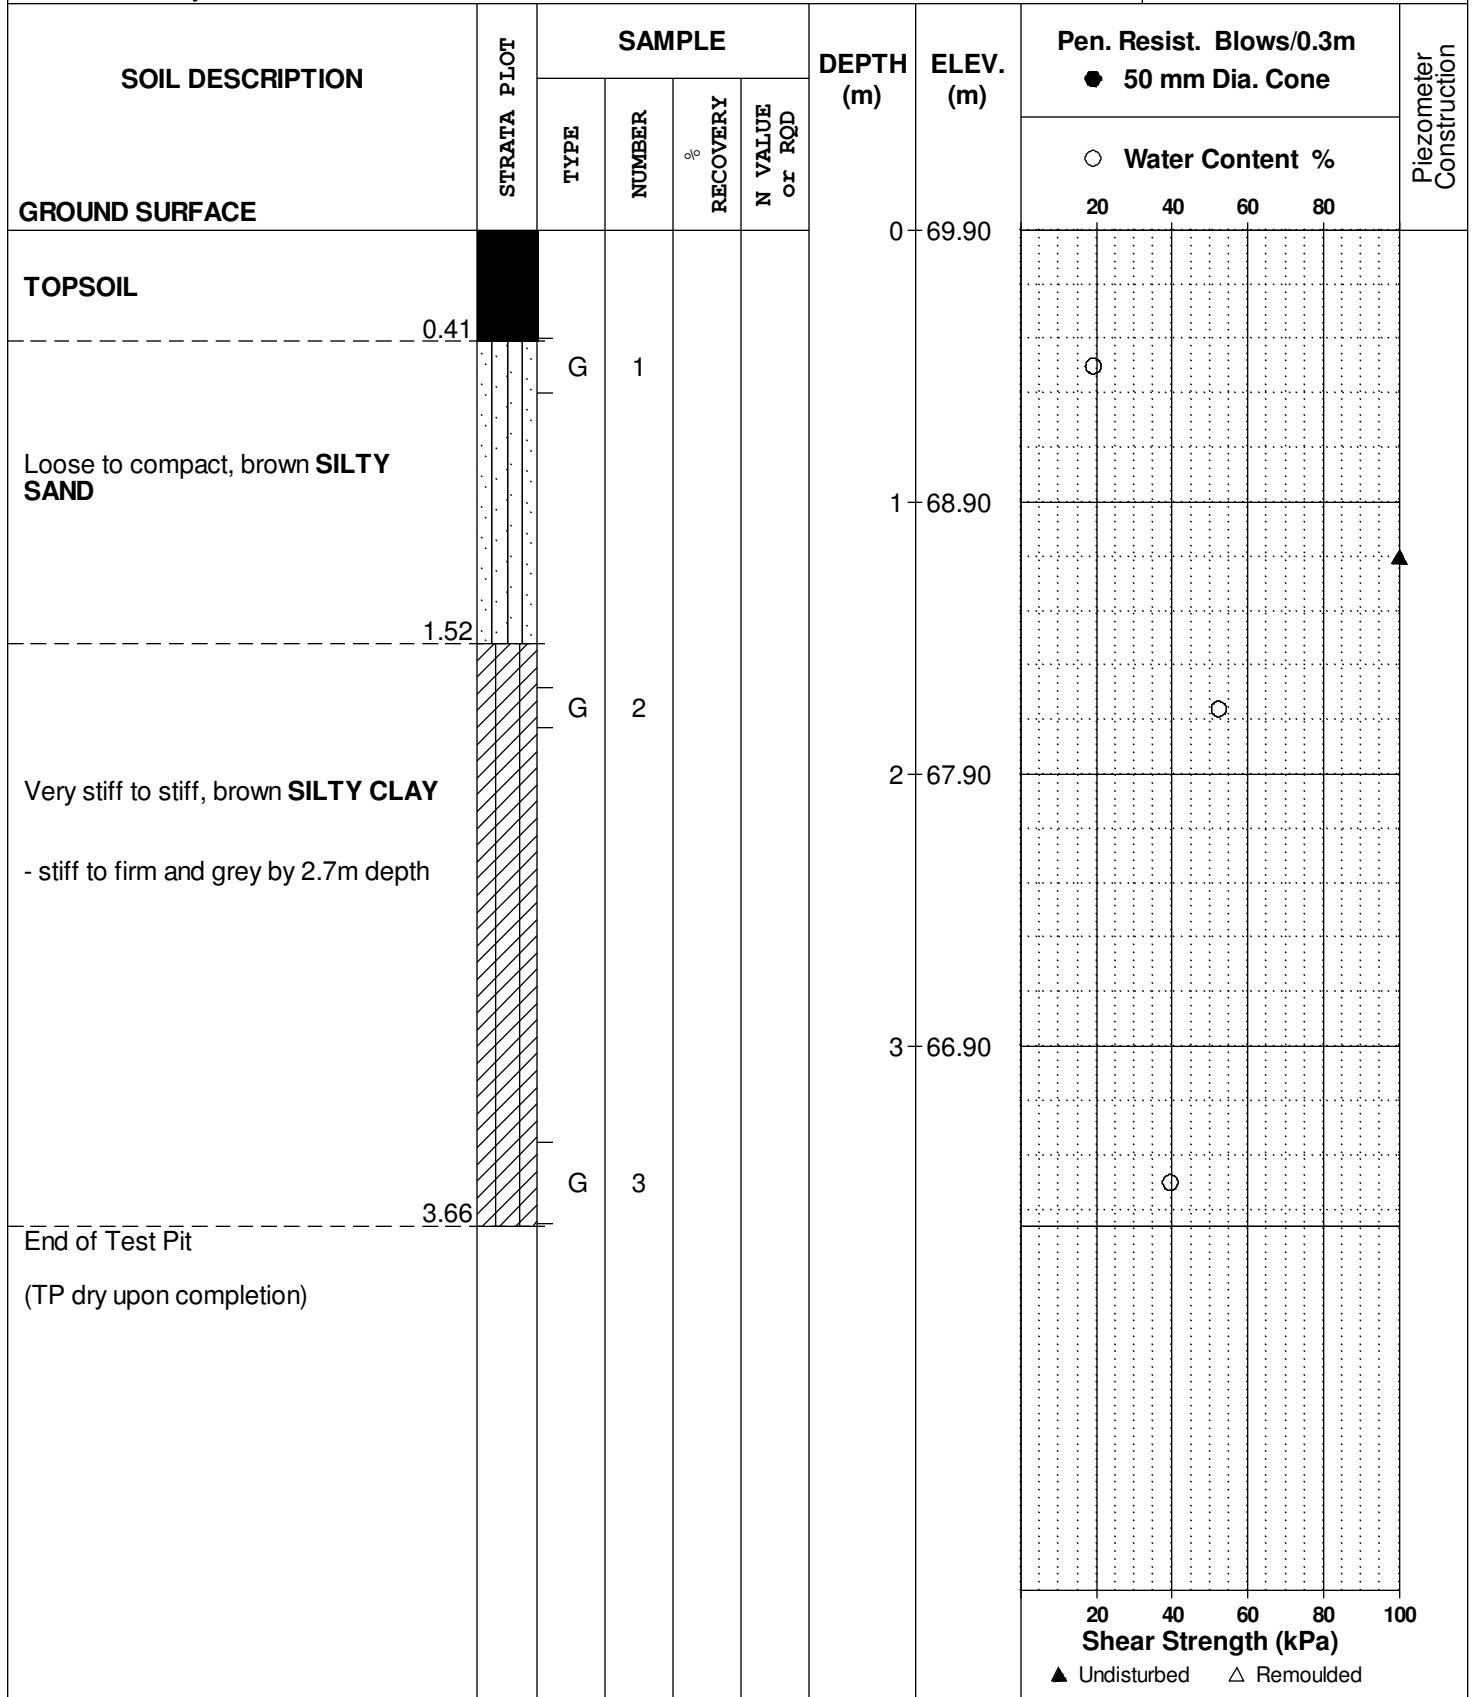 SOIL DESCRIPTION
GROUND SURFACE
STRATA PLOT
SAMPLE
TYPE
NUMBER
%
RECOVERY
N VALUE
or RQD
DEPTH
(m)
ELEV.
(m)
Pen. Resist. Blows/0.3m
● 50 mm Dia. Cone
○ Water Content %
20 40 60 80
Piezometer
Construction
0 69.90
TOPSOIL
0.41
G 1
Loose to compact, brown SILTY
SAND
1 68.90
1.52
G 2
2 67.90
Very stiff to stiff, brown SILTY CLAY
- stiff to firm and grey by 2.7m depth
3 66.90
G 3
3.66
End of Test Pit
(TP dry upon completion)
20 40 60 80 100
Shear Strength (kPa)
▲ Undisturbed △ Remoulded